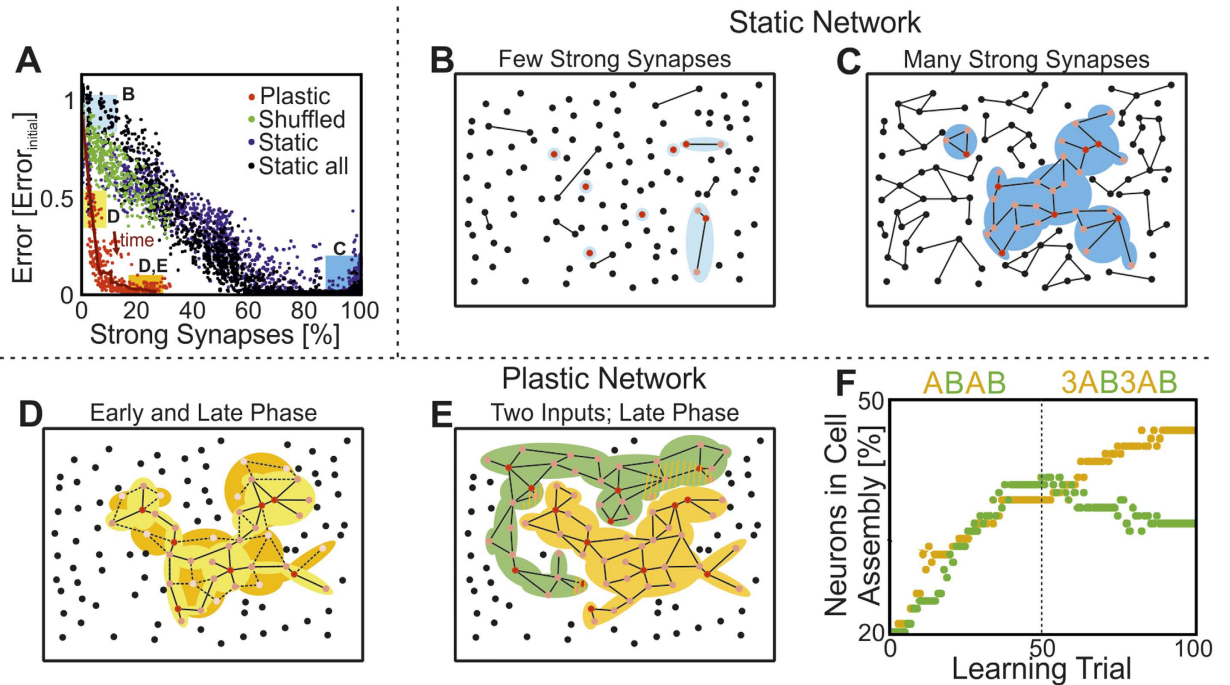 Static Network
A
B
Few Strong Synapses
C
Many Strong Synapses
Error [Error initial]
1
0.5
0
B
D
time
D,E
C
Plastic
Shuffled
Static
Static all
0 20 40 60 80 100
Strong Synapses [%]
Plastic Network
D
Early and Late Phase
E
Two Inputs; Late Phase
F
ABAB
3AB3AB
Neurons in Cell
Assembly [%]
50
20
0 50 100
Learning Trial